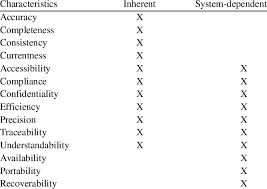 Characteristics Inherent System-dependent
Accuracy X
Completeness X
Consistency X
Currentness X
Accessibility X X
Compliance X X
Confidentiality X X
Efficiency X X
Precision X X
Traceability X X
Understandability X X
Availability X
Portability X
Recoverability X